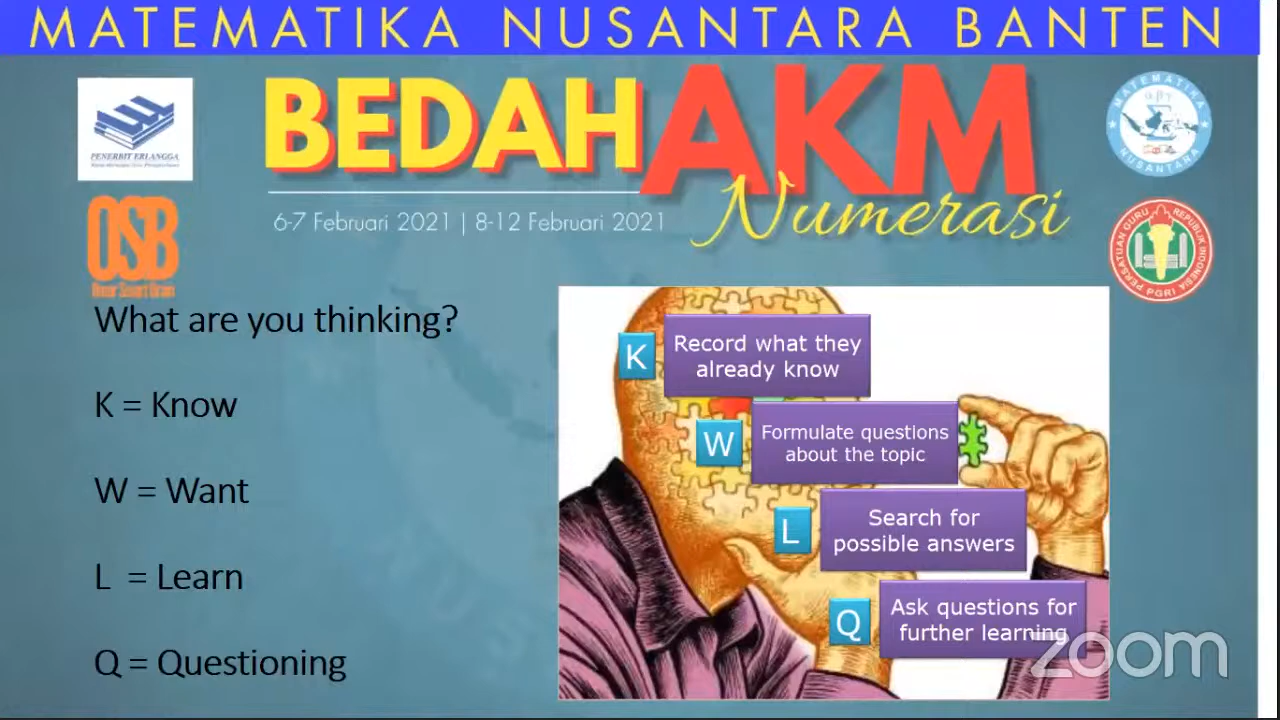 MATEMATIKA NUSANTARA BANTEN
BEDAH AKM
Numerasi
6-7 Februari 2021 | 8-12 Februari 2021
PENERBIT ERLANGGA
OSB
MATEMATIKA
NUSANTARA
PERSATUAN GURU REPUBLIK INDONESIA
PGRI
What are you thinking?
K = Know
W = Want
L = Learn
Q = Questioning
K
Record what they
already know
W
Formulate questions
about the topic
L
Search for
possible answers
Q
Ask questions for
further learning
zoom